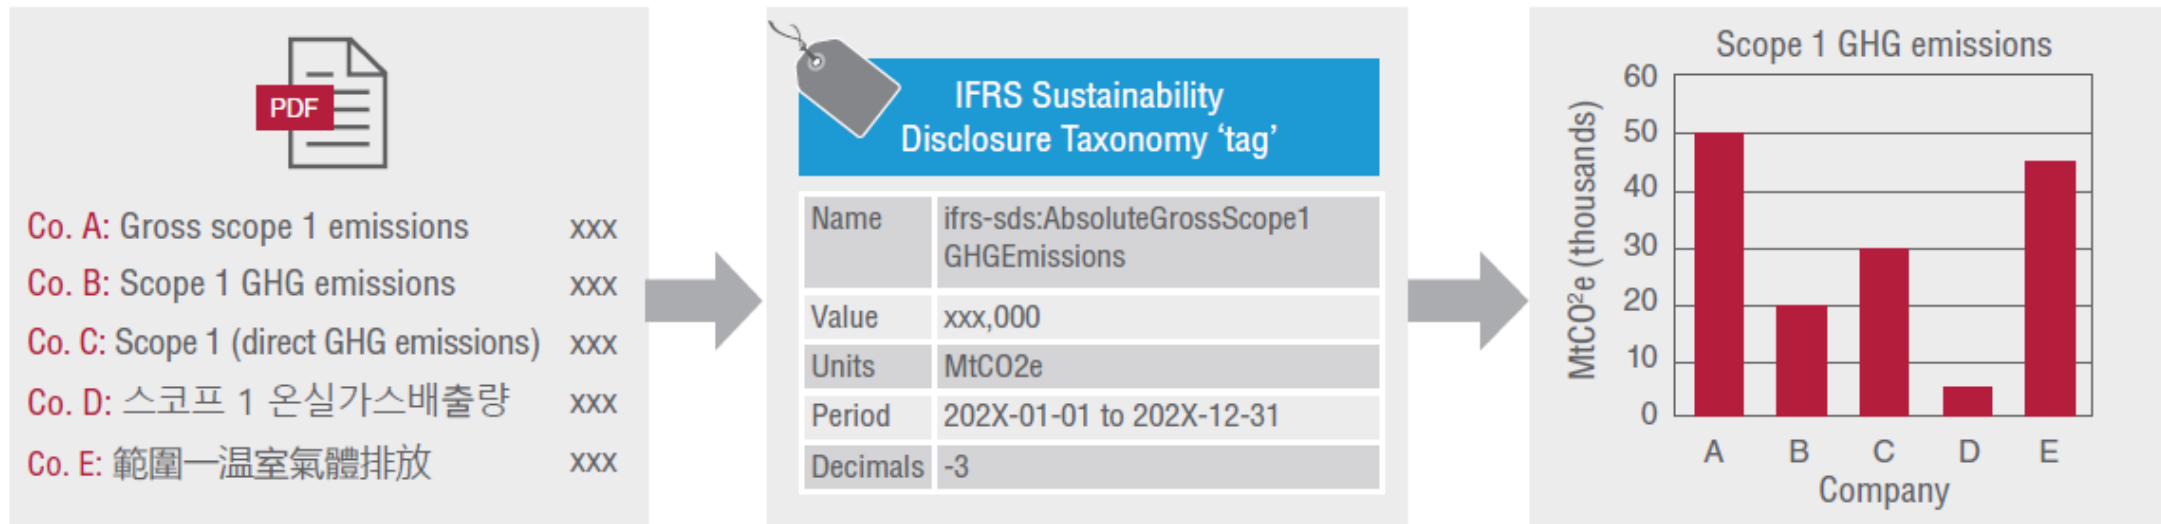 PDF
Co. A: Gross scope 1 emissions xxx
Co. B: Scope 1 GHG emissions xxx
Co. C: Scope 1 (direct GHG emissions) xxx
Co. D: 스코프 1 온실가스배출량 xxx
Co. E: 範圍一温室氣體排放 xxx
IFRS Sustainability
Disclosure Taxonomy ‘tag’
Name ifrs-sds:AbsoluteGrossScope1
GHGEmissions
Value xxx,000
Units MtCO2e
Period 202X-01-01 to 202X-12-31
Decimals -3
Scope 1 GHG emissions
MtCO²e (thousands)
60
50
40
30
20
10
0
A B C D E
Company